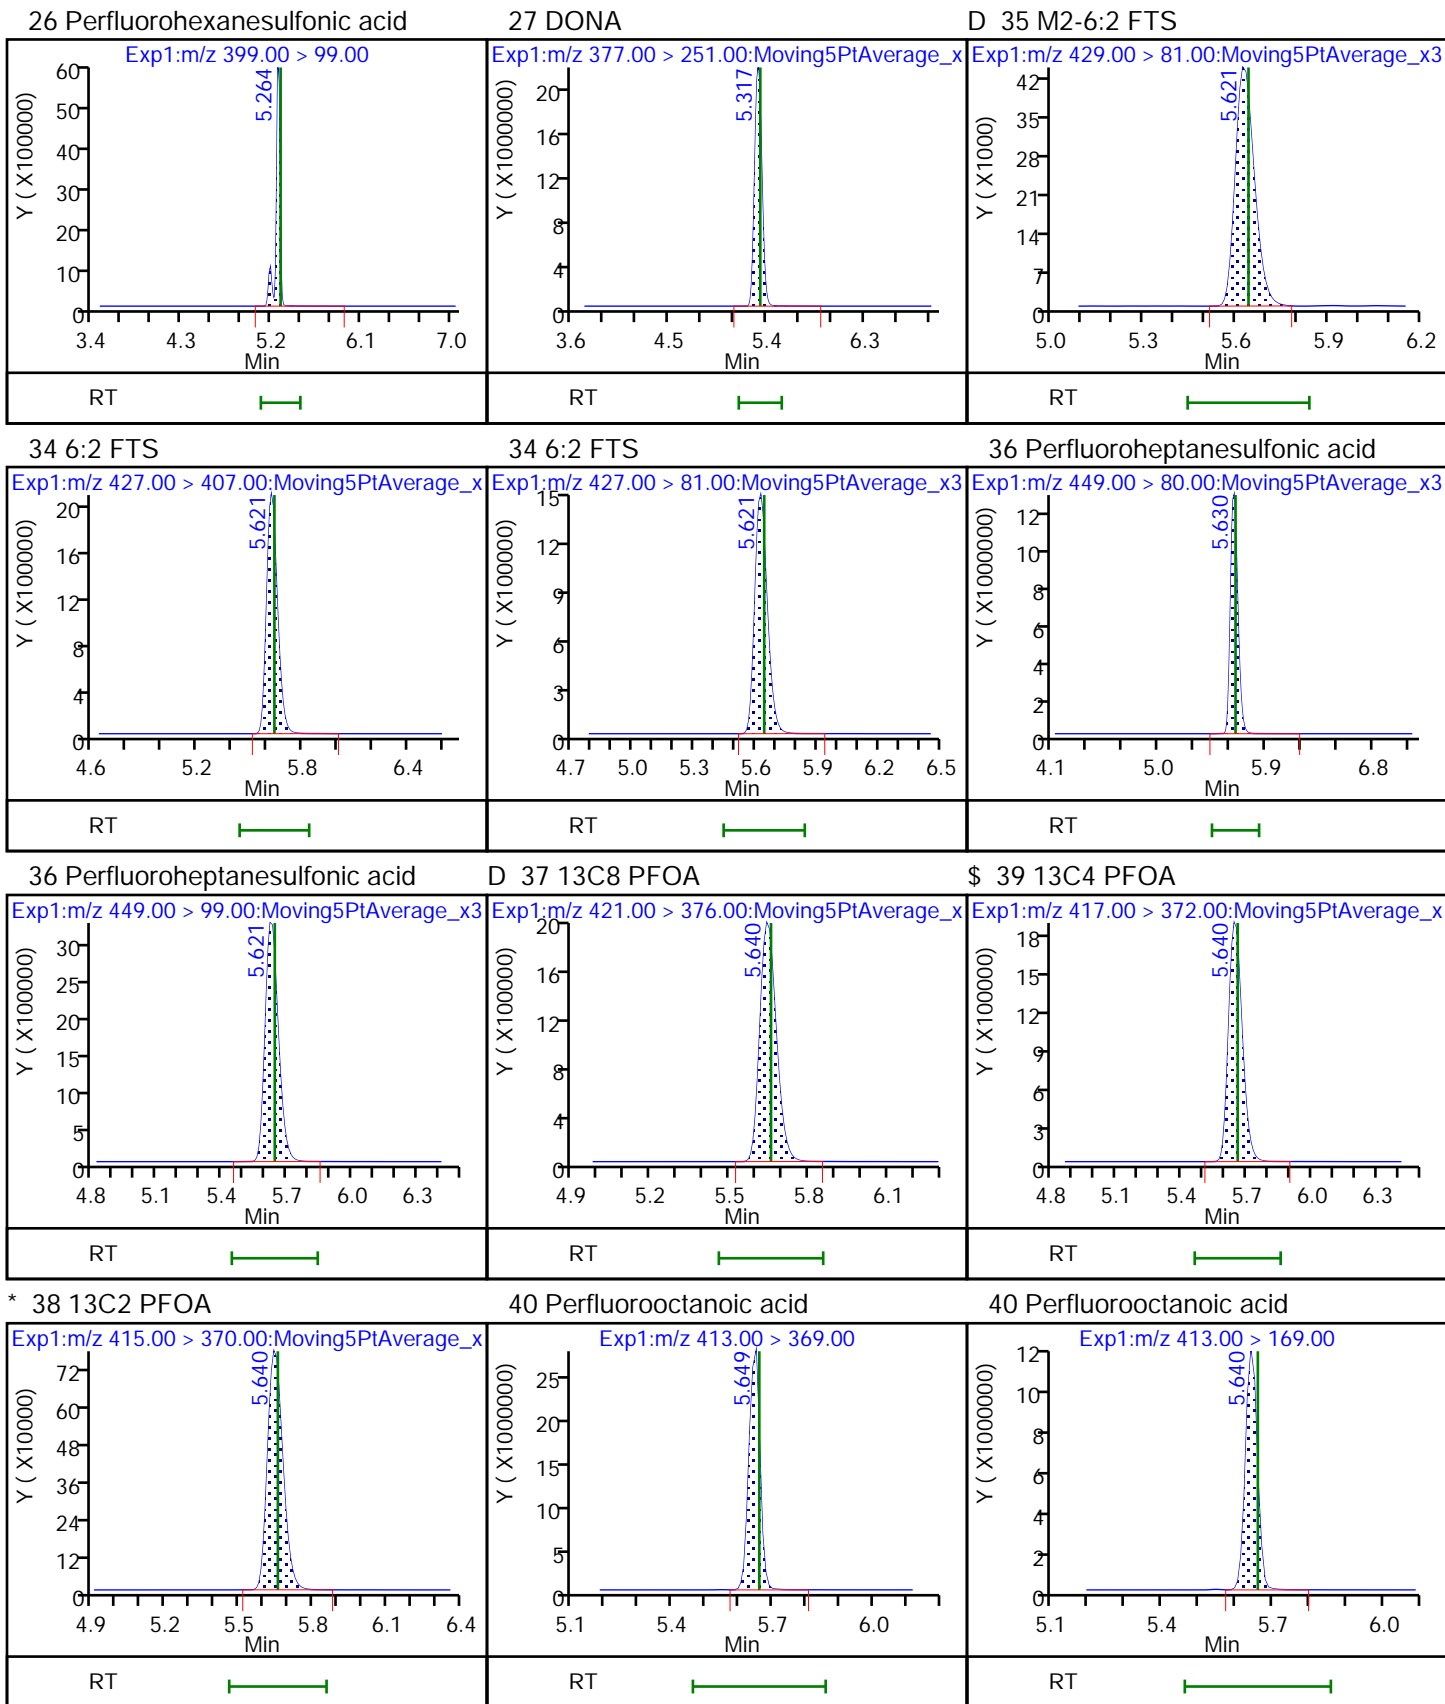 26 Perfluorohexanesulfonic acid
Exp1:m/z 399.00 > 99.00
5.264
Y ( X100000)
60
50
40
30
20
10
0
3.4 4.3 5.2 6.1 7.0
Min
RT
27 DONA
Exp1:m/z 377.00 > 251.00:Moving5PtAverage_x
5.317
Y ( X1000000)
20
16
12
8
4
0
3.6 4.5 5.4 6.3
Min
RT
D 35 M2-6:2 FTS
Exp1:m/z 429.00 > 81.00:Moving5PtAverage_x3
5.621
Y ( X1000)
42
35
28
21
14
7
0
5.0 5.3 5.6 5.9 6.2
Min
RT
34 6:2 FTS
Exp1:m/z 427.00 > 407.00:Moving5PtAverage_x
5.621
Y ( X100000)
20
16
12
8
4
0
4.6 5.2 5.8 6.4
Min
RT
34 6:2 FTS
Exp1:m/z 427.00 > 81.00:Moving5PtAverage_x3
5.621
Y ( X100000)
15
12
9
6
3
0
4.7 5.0 5.3 5.6 5.9 6.2 6.5
Min
RT
36 Perfluoroheptanesulfonic acid
Exp1:m/z 449.00 > 80.00:Moving5PtAverage_x3
5.630
Y ( X1000000)
12
10
8
6
4
2
0
4.1 5.0 5.9 6.8
Min
RT
36 Perfluoroheptanesulfonic acid
Exp1:m/z 449.00 > 99.00:Moving5PtAverage_x3
5.621
Y ( X100000)
30
25
20
15
10
5
0
4.8 5.1 5.4 5.7 6.0 6.3
Min
RT
D 37 13C8 PFOA
Exp1:m/z 421.00 > 376.00:Moving5PtAverage_x
5.640
Y ( X100000)
20
16
12
8
4
0
4.9 5.2 5.5 5.8 6.1
Min
RT
$ 39 13C4 PFOA
Exp1:m/z 417.00 > 372.00:Moving5PtAverage_x
5.640
Y ( X100000)
18
15
12
9
6
3
0
4.8 5.1 5.4 5.7 6.0 6.3
Min
RT
* 38 13C2 PFOA
Exp1:m/z 415.00 > 370.00:Moving5PtAverage_x
5.640
Y ( X10000)
72
60
48
36
24
12
0
4.9 5.2 5.5 5.8 6.1 6.4
Min
RT
40 Perfluorooctanoic acid
Exp1:m/z 413.00 > 369.00
5.649
Y ( X1000000)
25
20
15
10
5
0
5.1 5.4 5.7 6.0
Min
RT
40 Perfluorooctanoic acid
Exp1:m/z 413.00 > 169.00
5.640
Y ( X1000000)
12
10
8
6
4
2
0
5.1 5.4 5.7 6.0
Min
RT